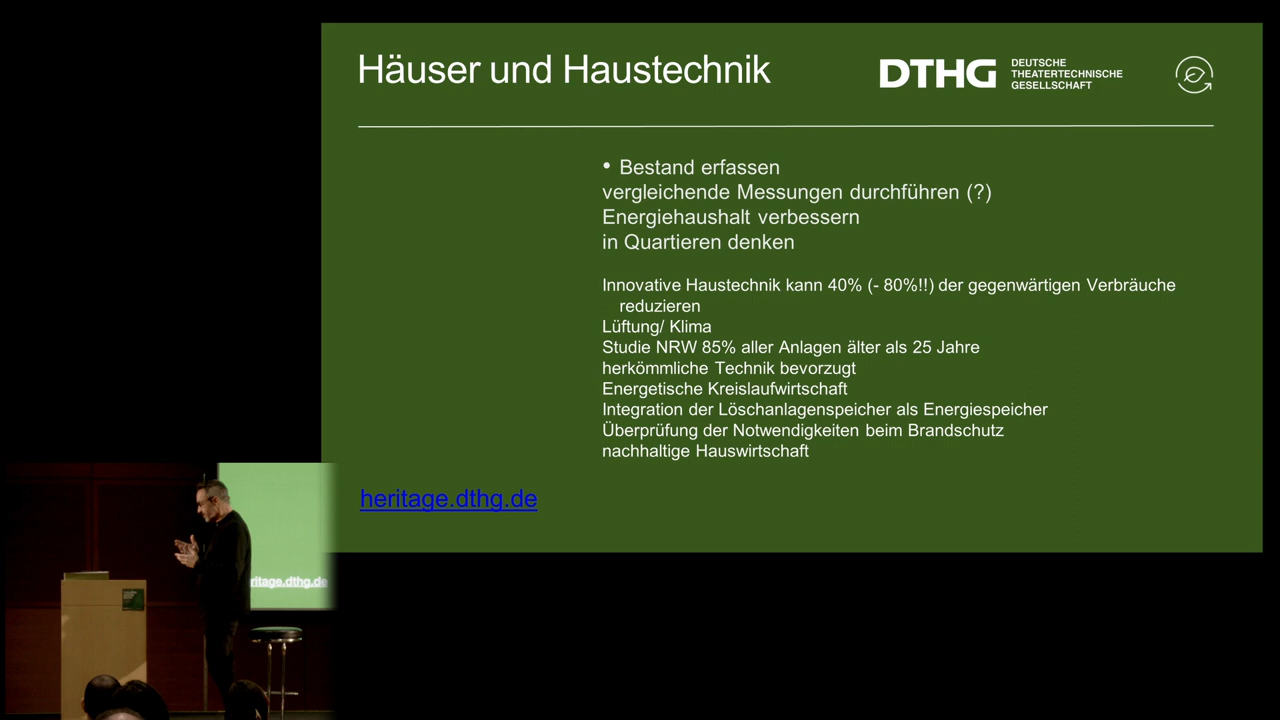 Häuser und Haustechnik
DTHG
DEUTSCHE
THEATERTECHNISCHE
GESELLSCHAFT
• Bestand erfassen
vergleichende Messungen durchführen (?)
Energiehaushalt verbessern
in Quartieren denken
Innovative Haustechnik kann 40% (- 80%!!) der gegenwärtigen Verbräuche
reduzieren
Lüftung/ Klima
Studie NRW 85% aller Anlagen älter als 25 Jahre
herkömmliche Technik bevorzugt
Energetische Kreislaufwirtschaft
Integration der Löschanlagenspeicher als Energiespeicher
Überprüfung der Notwendigkeiten beim Brandschutz
nachhaltige Hauswirtschaft
heritage.dthg.de
ritage.dthg.de